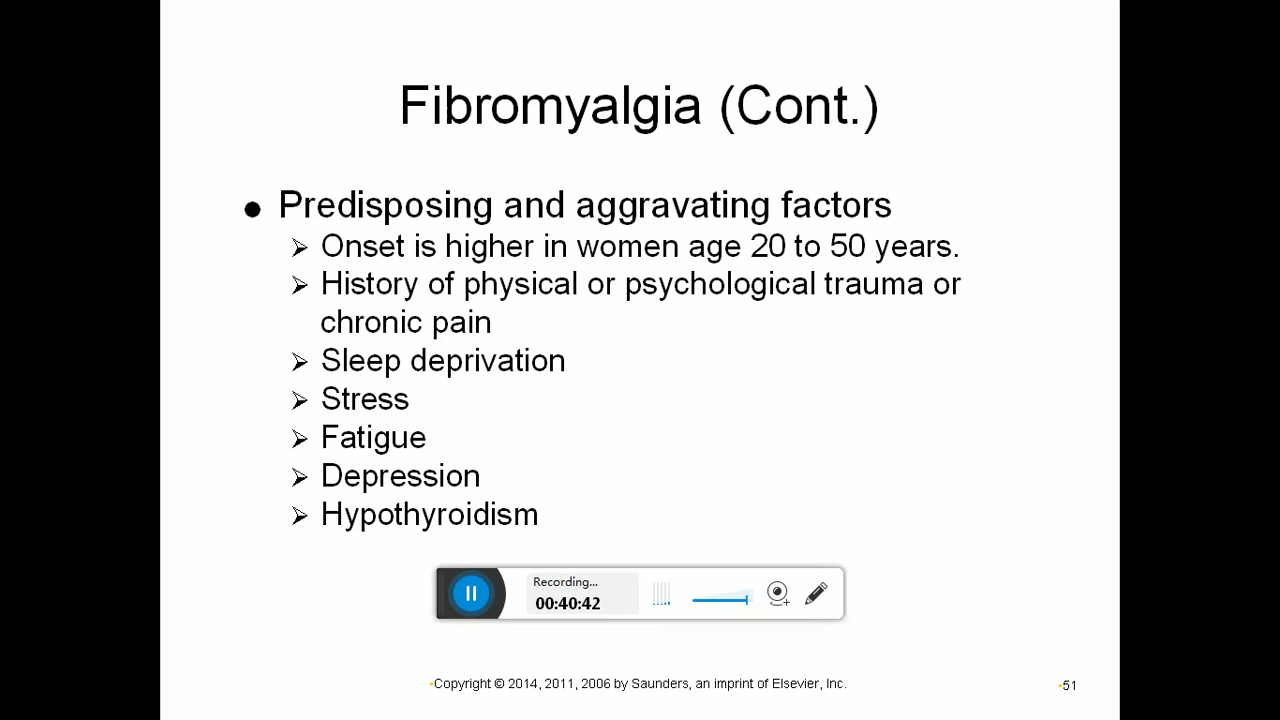 Fibromyalgia (Cont.)
● Predisposing and aggravating factors
➢ Onset is higher in women age 20 to 50 years.
➢ History of physical or psychological trauma or
chronic pain
➢ Sleep deprivation
➢ Stress
➢ Fatigue
➢ Depression
➢ Hypothyroidism
Recording...
00:40:42
•Copyright © 2014, 2011, 2006 by Saunders, an imprint of Elsevier, Inc.
•51